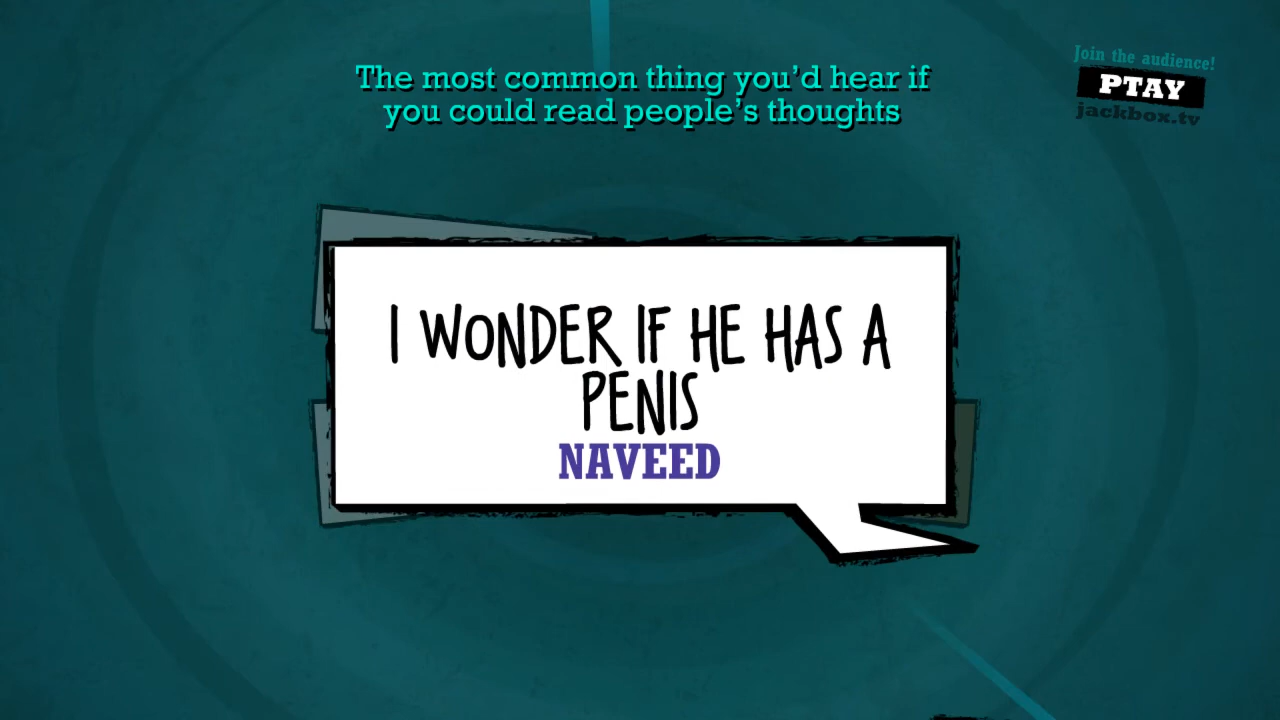 The most common thing you'd hear if
you could read people's thoughts
Join the audience!
PTAY
jackbox.tv
I WONDER IF HE HAS A
PENIS
NAVEED